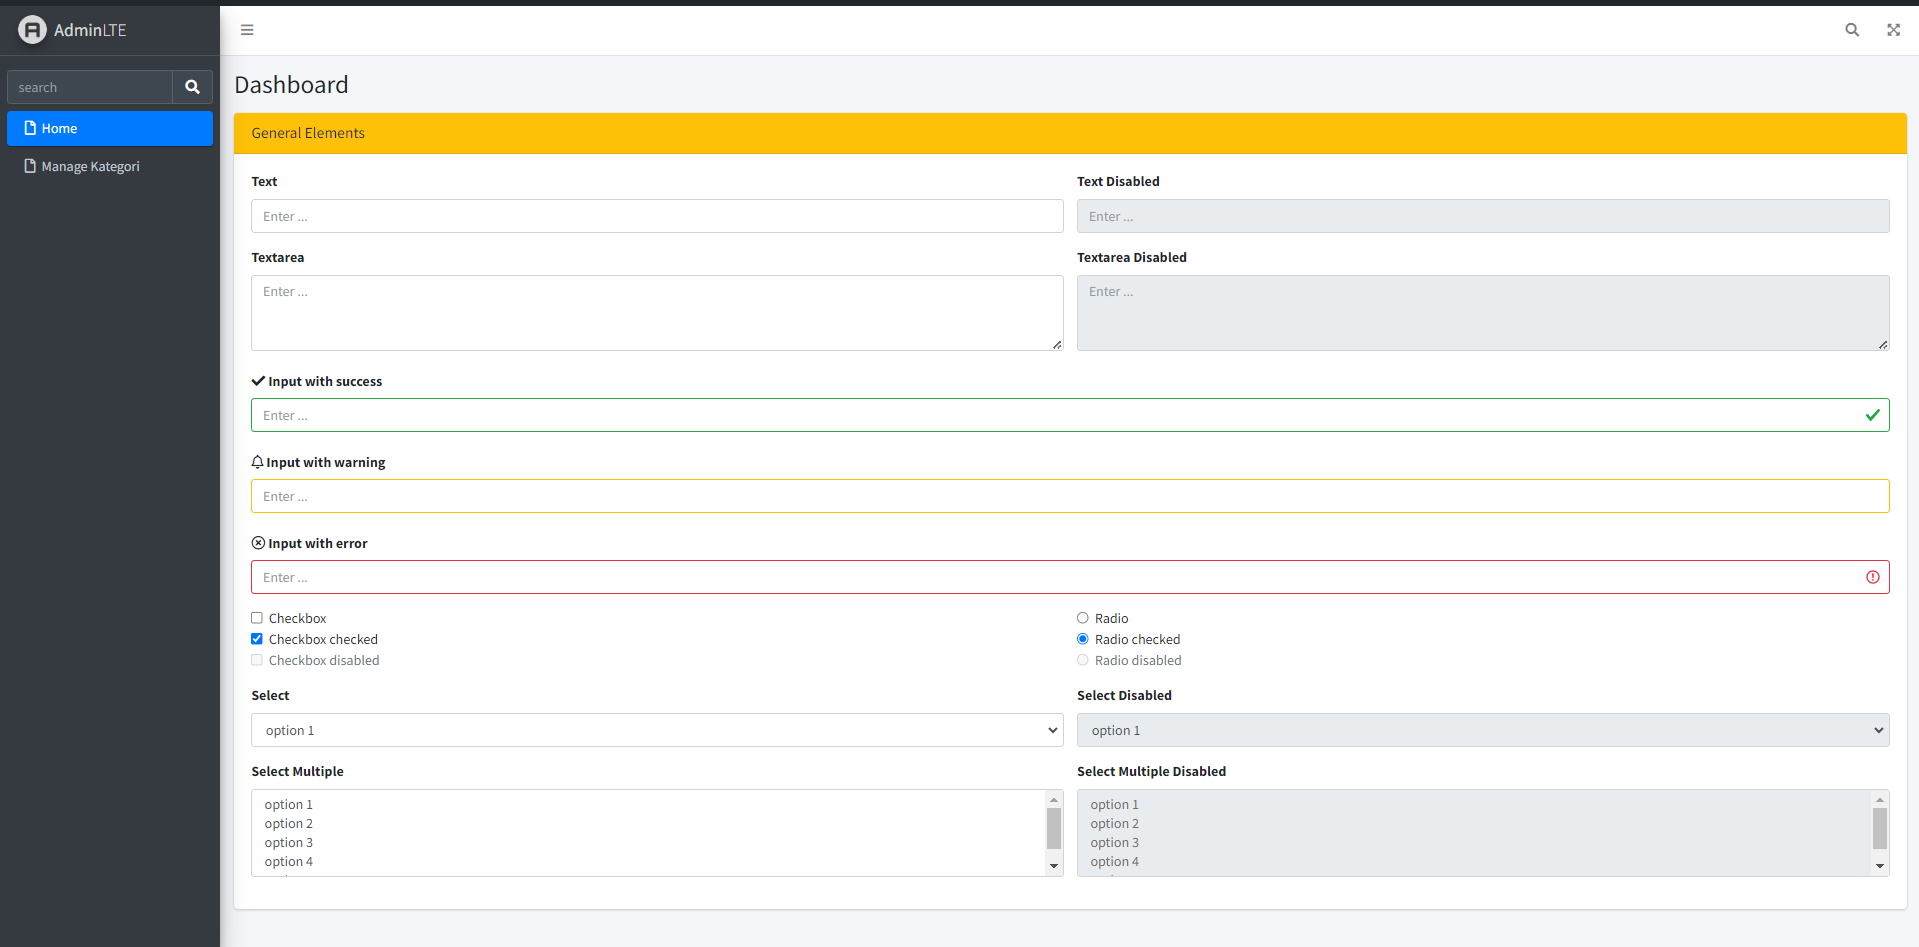 AdminLTE
search
Home
Manage Kategori
Dashboard
General Elements
Text
Text Disabled
Enter ...
Enter ...
Textarea
Textarea Disabled
Enter ...
Enter ...
Input with success
Enter ...
Input with warning
Enter ...
Input with error
Enter ...
Checkbox
Checkbox checked
Checkbox disabled
Radio
Radio checked
Radio disabled
Select
Select Disabled
option 1
option 1
Select Multiple
Select Multiple Disabled
option 1
option 2
option 3
option 4
option 1
option 2
option 3
option 4